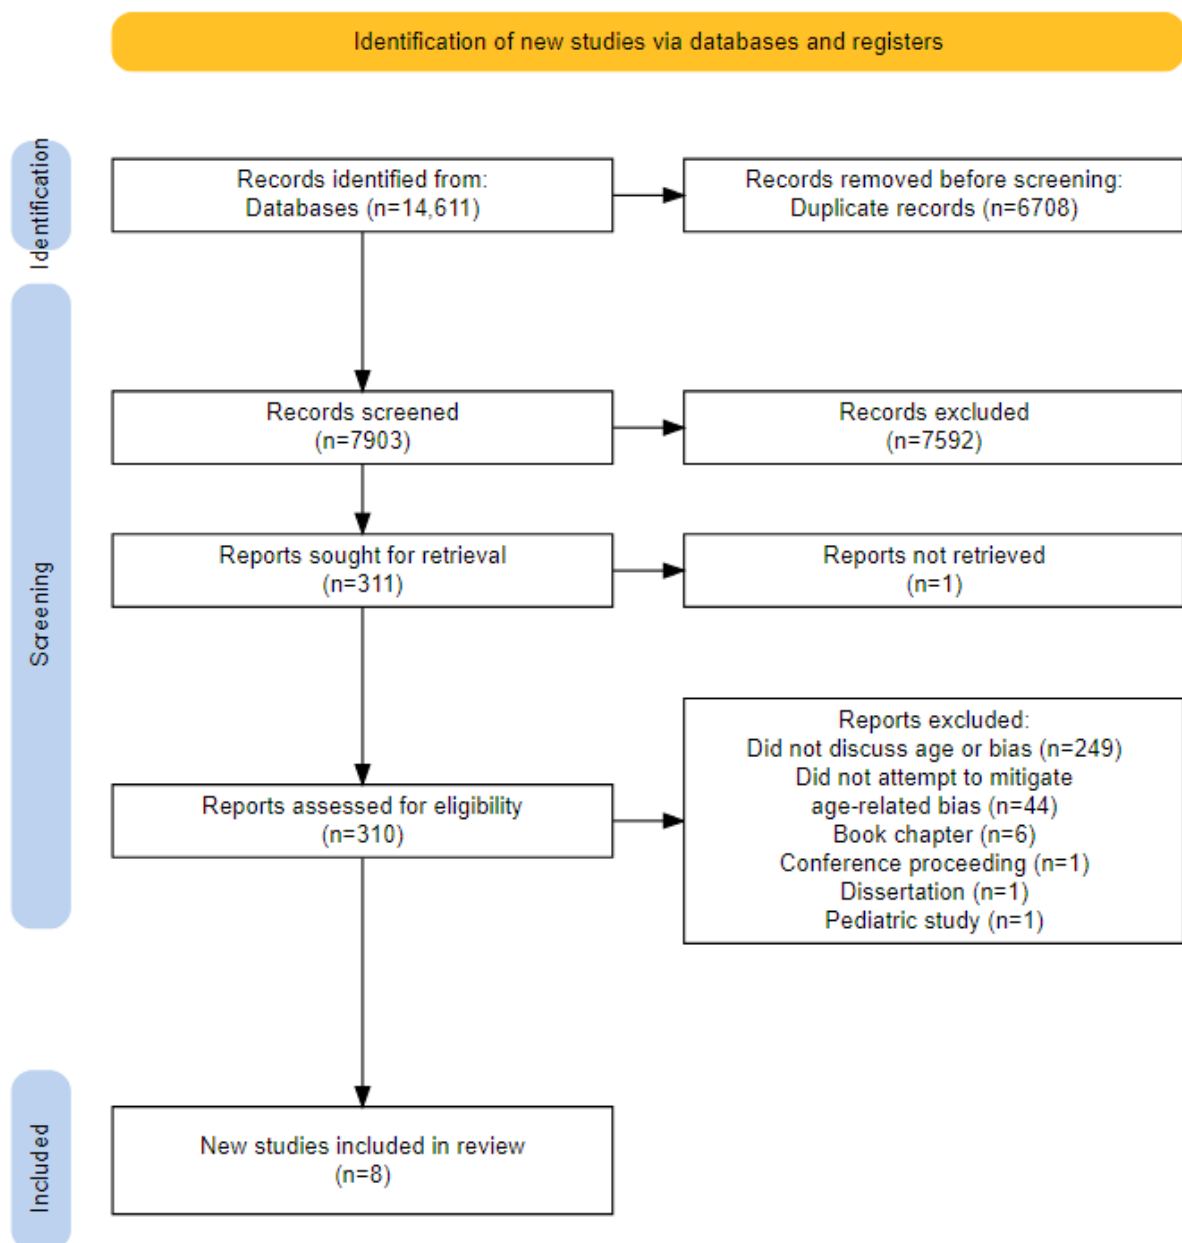 Identification of new studies via databases and registers
Identification
Records identified from:
Databases (n=14,611)
Records removed before screening:
Duplicate records (n=6708)
Screening
Records screened
(n=7903)
Records excluded
(n=7592)
Reports sought for retrieval
(n=311)
Reports not retrieved
(n=1)
Reports assessed for eligibility
(n=310)
Reports excluded:
Did not discuss age or bias (n=249)
Did not attempt to mitigate
age-related bias (n=44)
Book chapter (n=6)
Conference proceeding (n=1)
Dissertation (n=1)
Pediatric study (n=1)
Included
New studies included in review
(n=8)